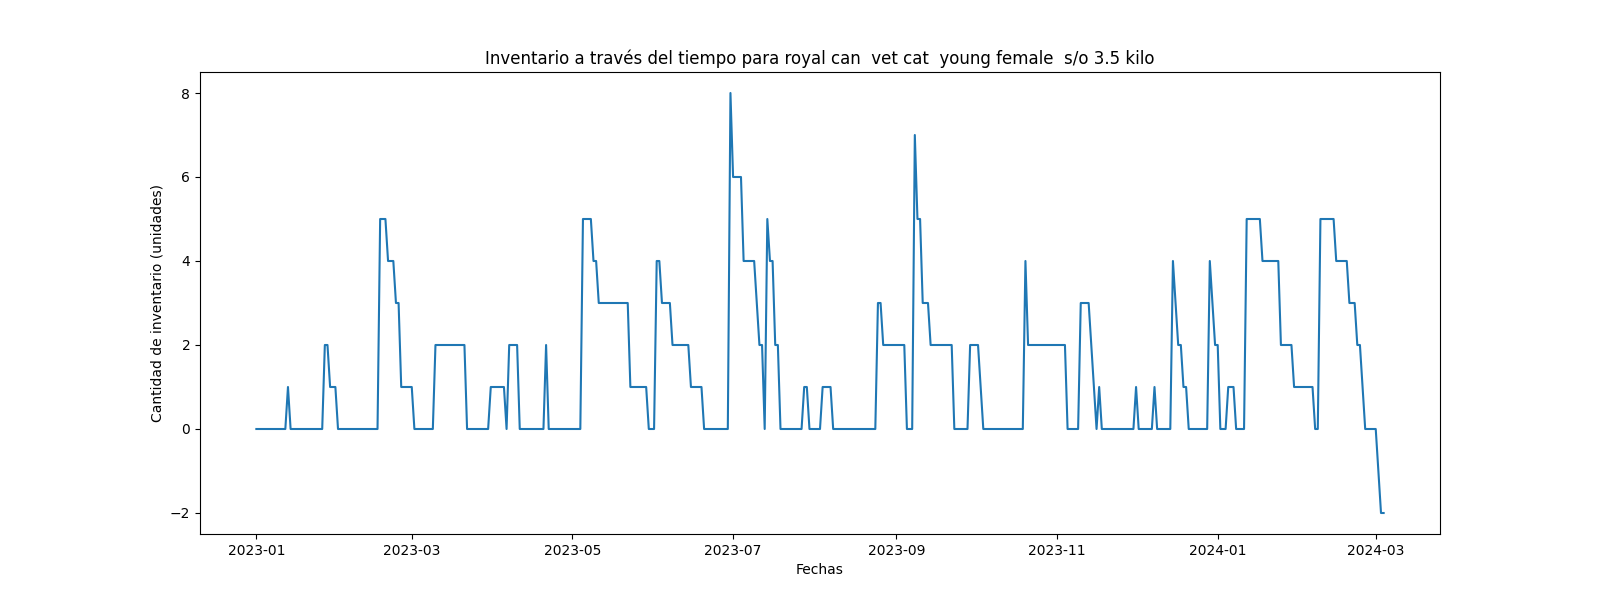 Inventario a través del tiempo para royal can  vet cat  young female  s/o 3.5 kilo
Cantidad de inventario (unidades)
8
6
4
2
0
−2
2023-01 2023-03 2023-05 2023-07 2023-09 2023-11 2024-01 2024-03
Fechas